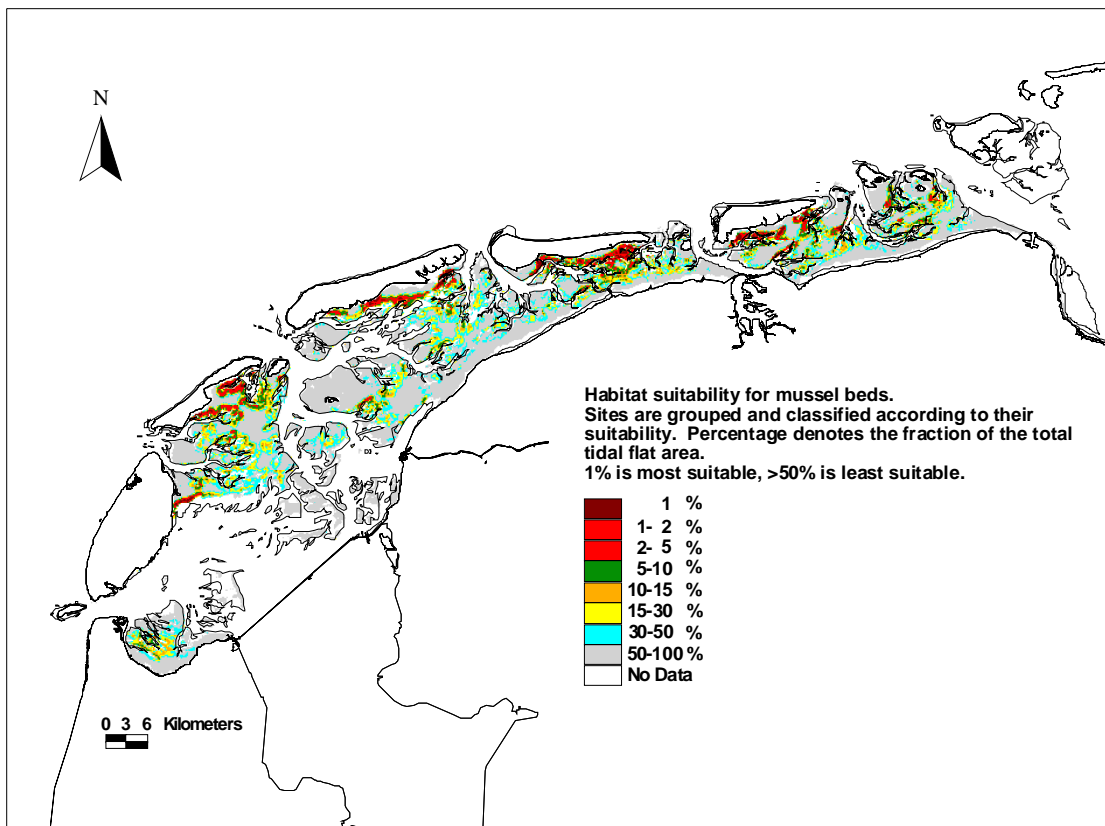 N
Habitat suitability for mussel beds.
Sites are grouped and classified according to their
suitability. Percentage denotes the fraction of the total
tidal flat area.
1% is most suitable, >50% is least suitable.
1 %
1- 2 %
2- 5 %
5-10 %
10-15 %
15-30 %
30-50 %
50-100 %
No Data
0 3 6 Kilometers